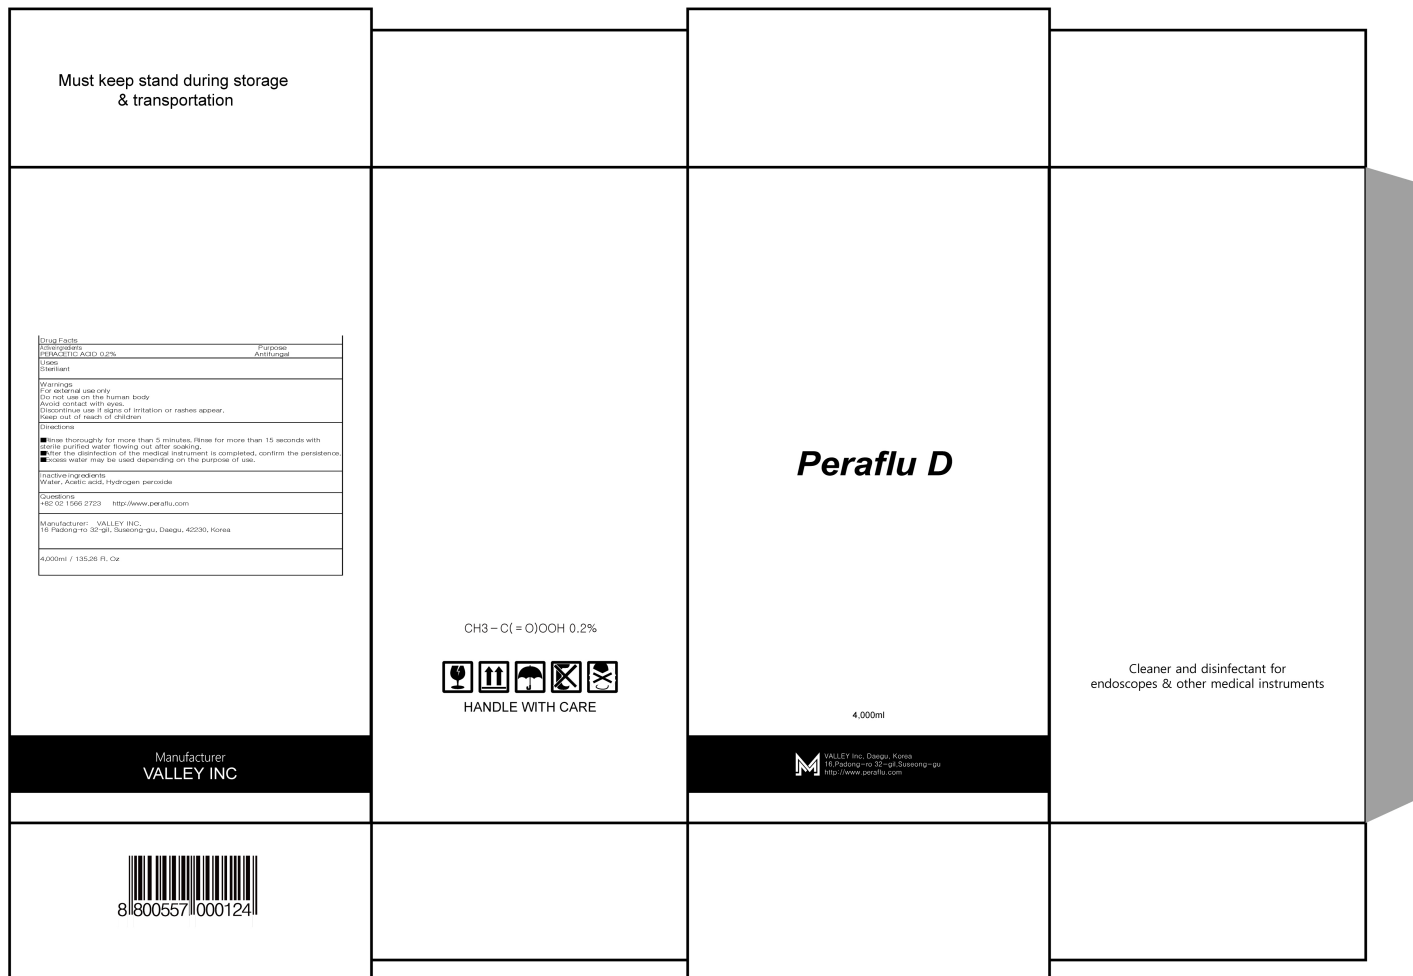 Must keep stand during storage
& transportation
Drug Facts
Active ingredients Purpose
PERACETIC ACID 0.2% Antifungal
Uses
Steriliant
Warnings
For external use only
Do not use on the human body
Avoid contact with eyes.
Discontinue use if signs of irritation or rashes appear.
Keep out of reach of children
Directions
■Rinse thoroughly for more than 5 minutes. Rinse for more than 15 seconds with
sterile purified water flowing out after soaking.
■After the disinfection of the medical instrument is completed, confirm the persistence.
■Excess water may be used depending on the purpose of use.
Inactive ingredients
Water, Acetic acid, Hydrogen peroxide
Questions
+82 02 1566 2723 http://www.peraflu.com
Manufacturer: VALLEY INC.
16 Padong-ro 32-gil, Suseong-gu, Daegu, 42230, Korea
4,000ml / 135.26 Fl. Oz
Manufacturer
VALLEY INC
8 800557 000124
CH3-C(=O)OOH 0.2%
HANDLE WITH CARE
Peraflu D
4,000ml
VALLEY Inc, Daegu, Korea
16,Padong-ro 32-gil,Suseong-gu
http://www.peraflu.com
Cleaner and disinfectant for
endoscopes & other medical instruments